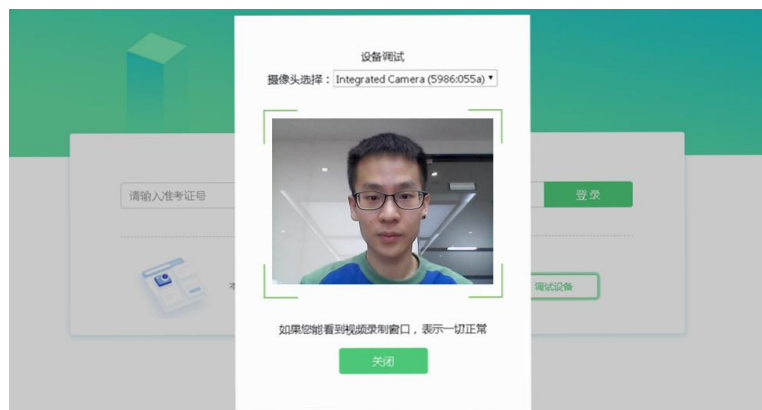 设备调试
摄像头选择：Integrated Camera (5986:055a)
请输入准考证号
登录
调试设备
如果您能看到视频录制窗口，表示一切正常
关闭